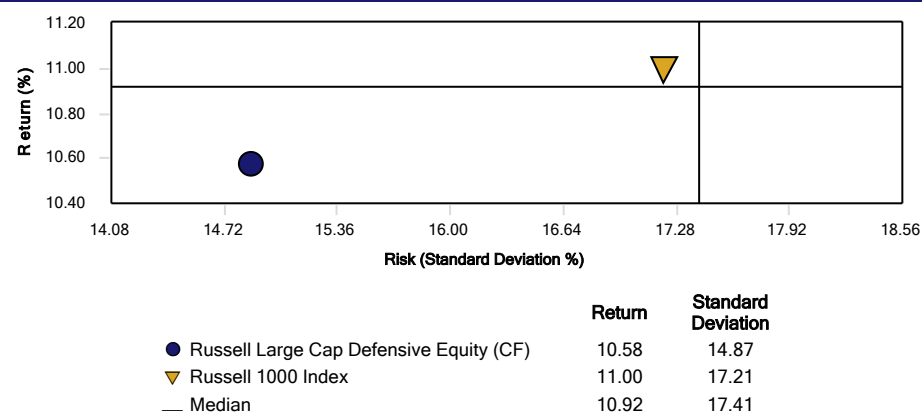 11.20
11.00
10.80
10.60
10.40
Return (%)
14.08 14.72 15.36 16.00 16.64 17.28 17.92 18.56
Risk (Standard Deviation %)
Return Standard Deviation
Russell Large Cap Defensive Equity (CF) 10.58 14.87
Russell 1000 Index 11.00 17.21
Median 10.92 17.41